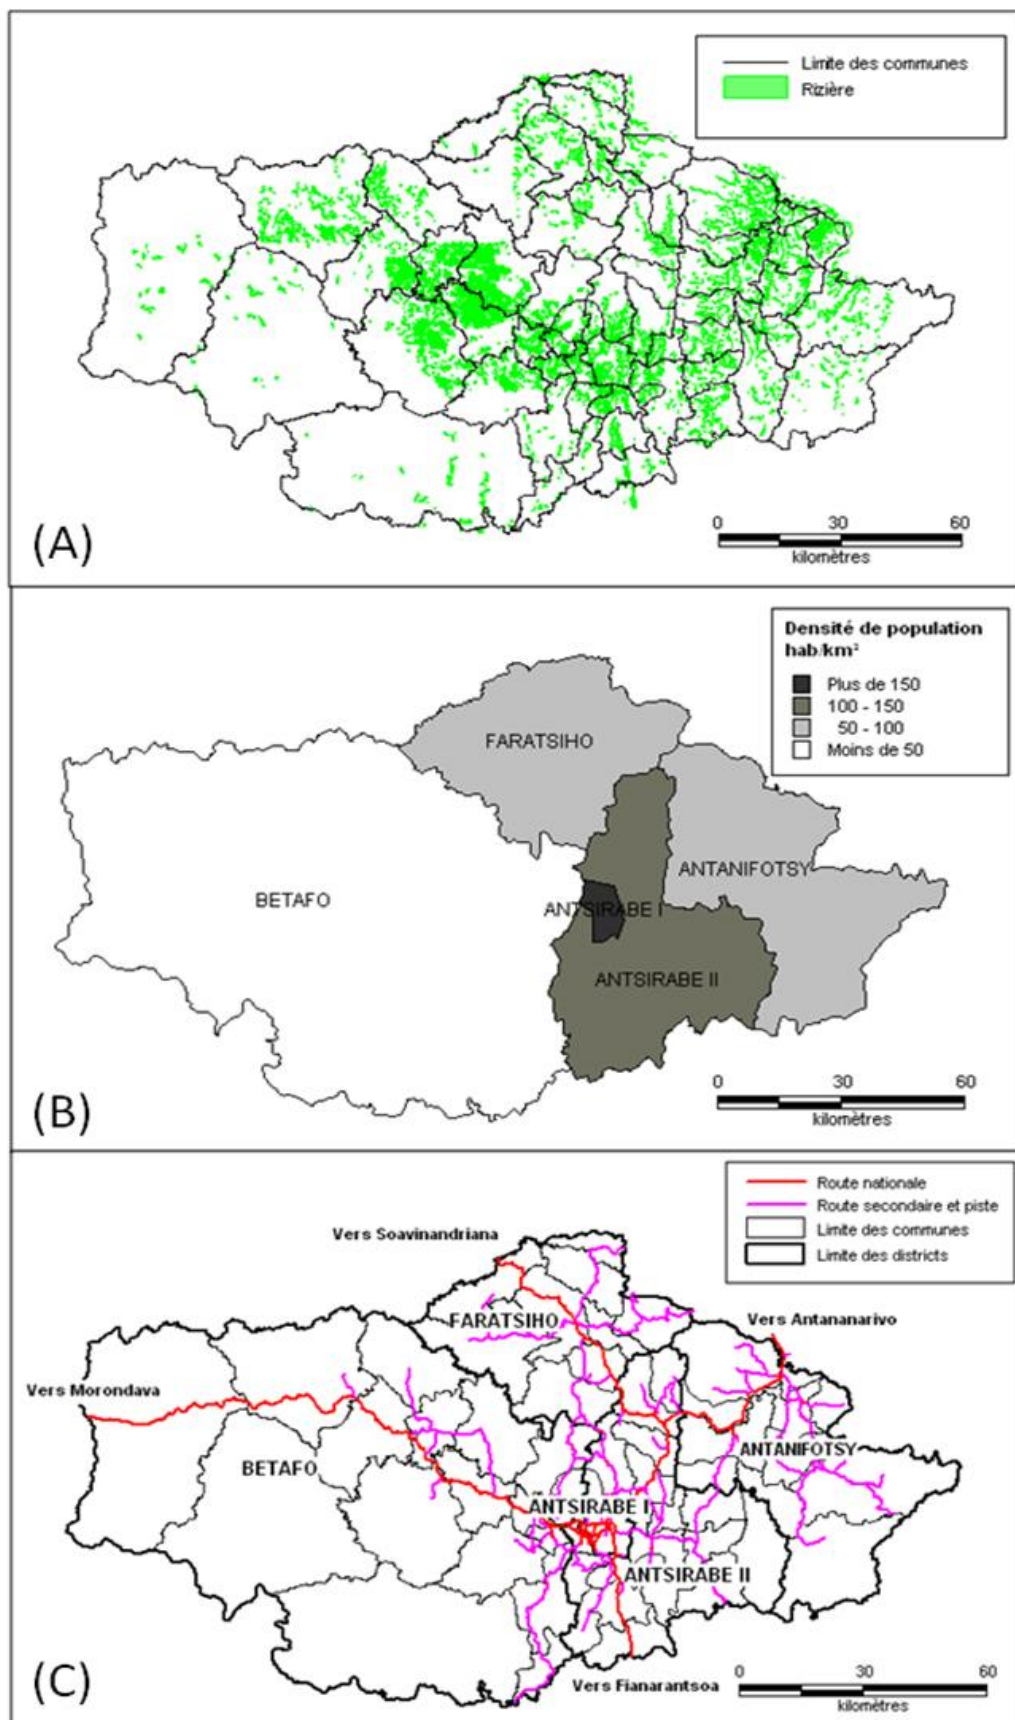 Limite des communes
Rizière
0 30 60
kilomètres
(A)
Densité de population
hab/km²
Plus de 150
100 - 150
50 - 100
Moins de 50
FARATSIHO
ANTANIFOTSY
BETAFO
ANTSIRABE I
ANTSIRABE II
0 30 60
kilomètres
(B)
Route nationale
Route secondaire et piste
Limite des communes
Limite des districts
Vers Soavinandriana
FARATSIHO
Vers Antananarivo
Vers Morondava
ANTANIFOTSY
BETAFO
ANTSIRABE I
ANTSIRABE II
Vers Fianarantsoa
0 30 60
kilomètres
(C)